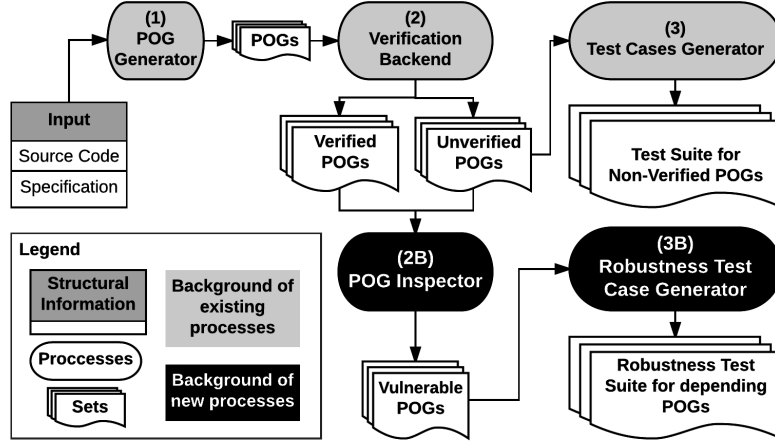 (1)
POG
Generator
POGs
(2)
Verification
Backend
(3)
Test Cases Generator
Input
Source Code
Specification
Verified
POGs
Unverified
POGs
Test Suite for
Non-Verified POGs
(2B)
POG Inspector
(3B)
Robustness Test
Case Generator
Vulnerable
POGs
Robustness Test
Suite for depending
POGs
Legend
Structural
Information
Background of
existing
processes
Proccesses
Sets
Background of
new processes